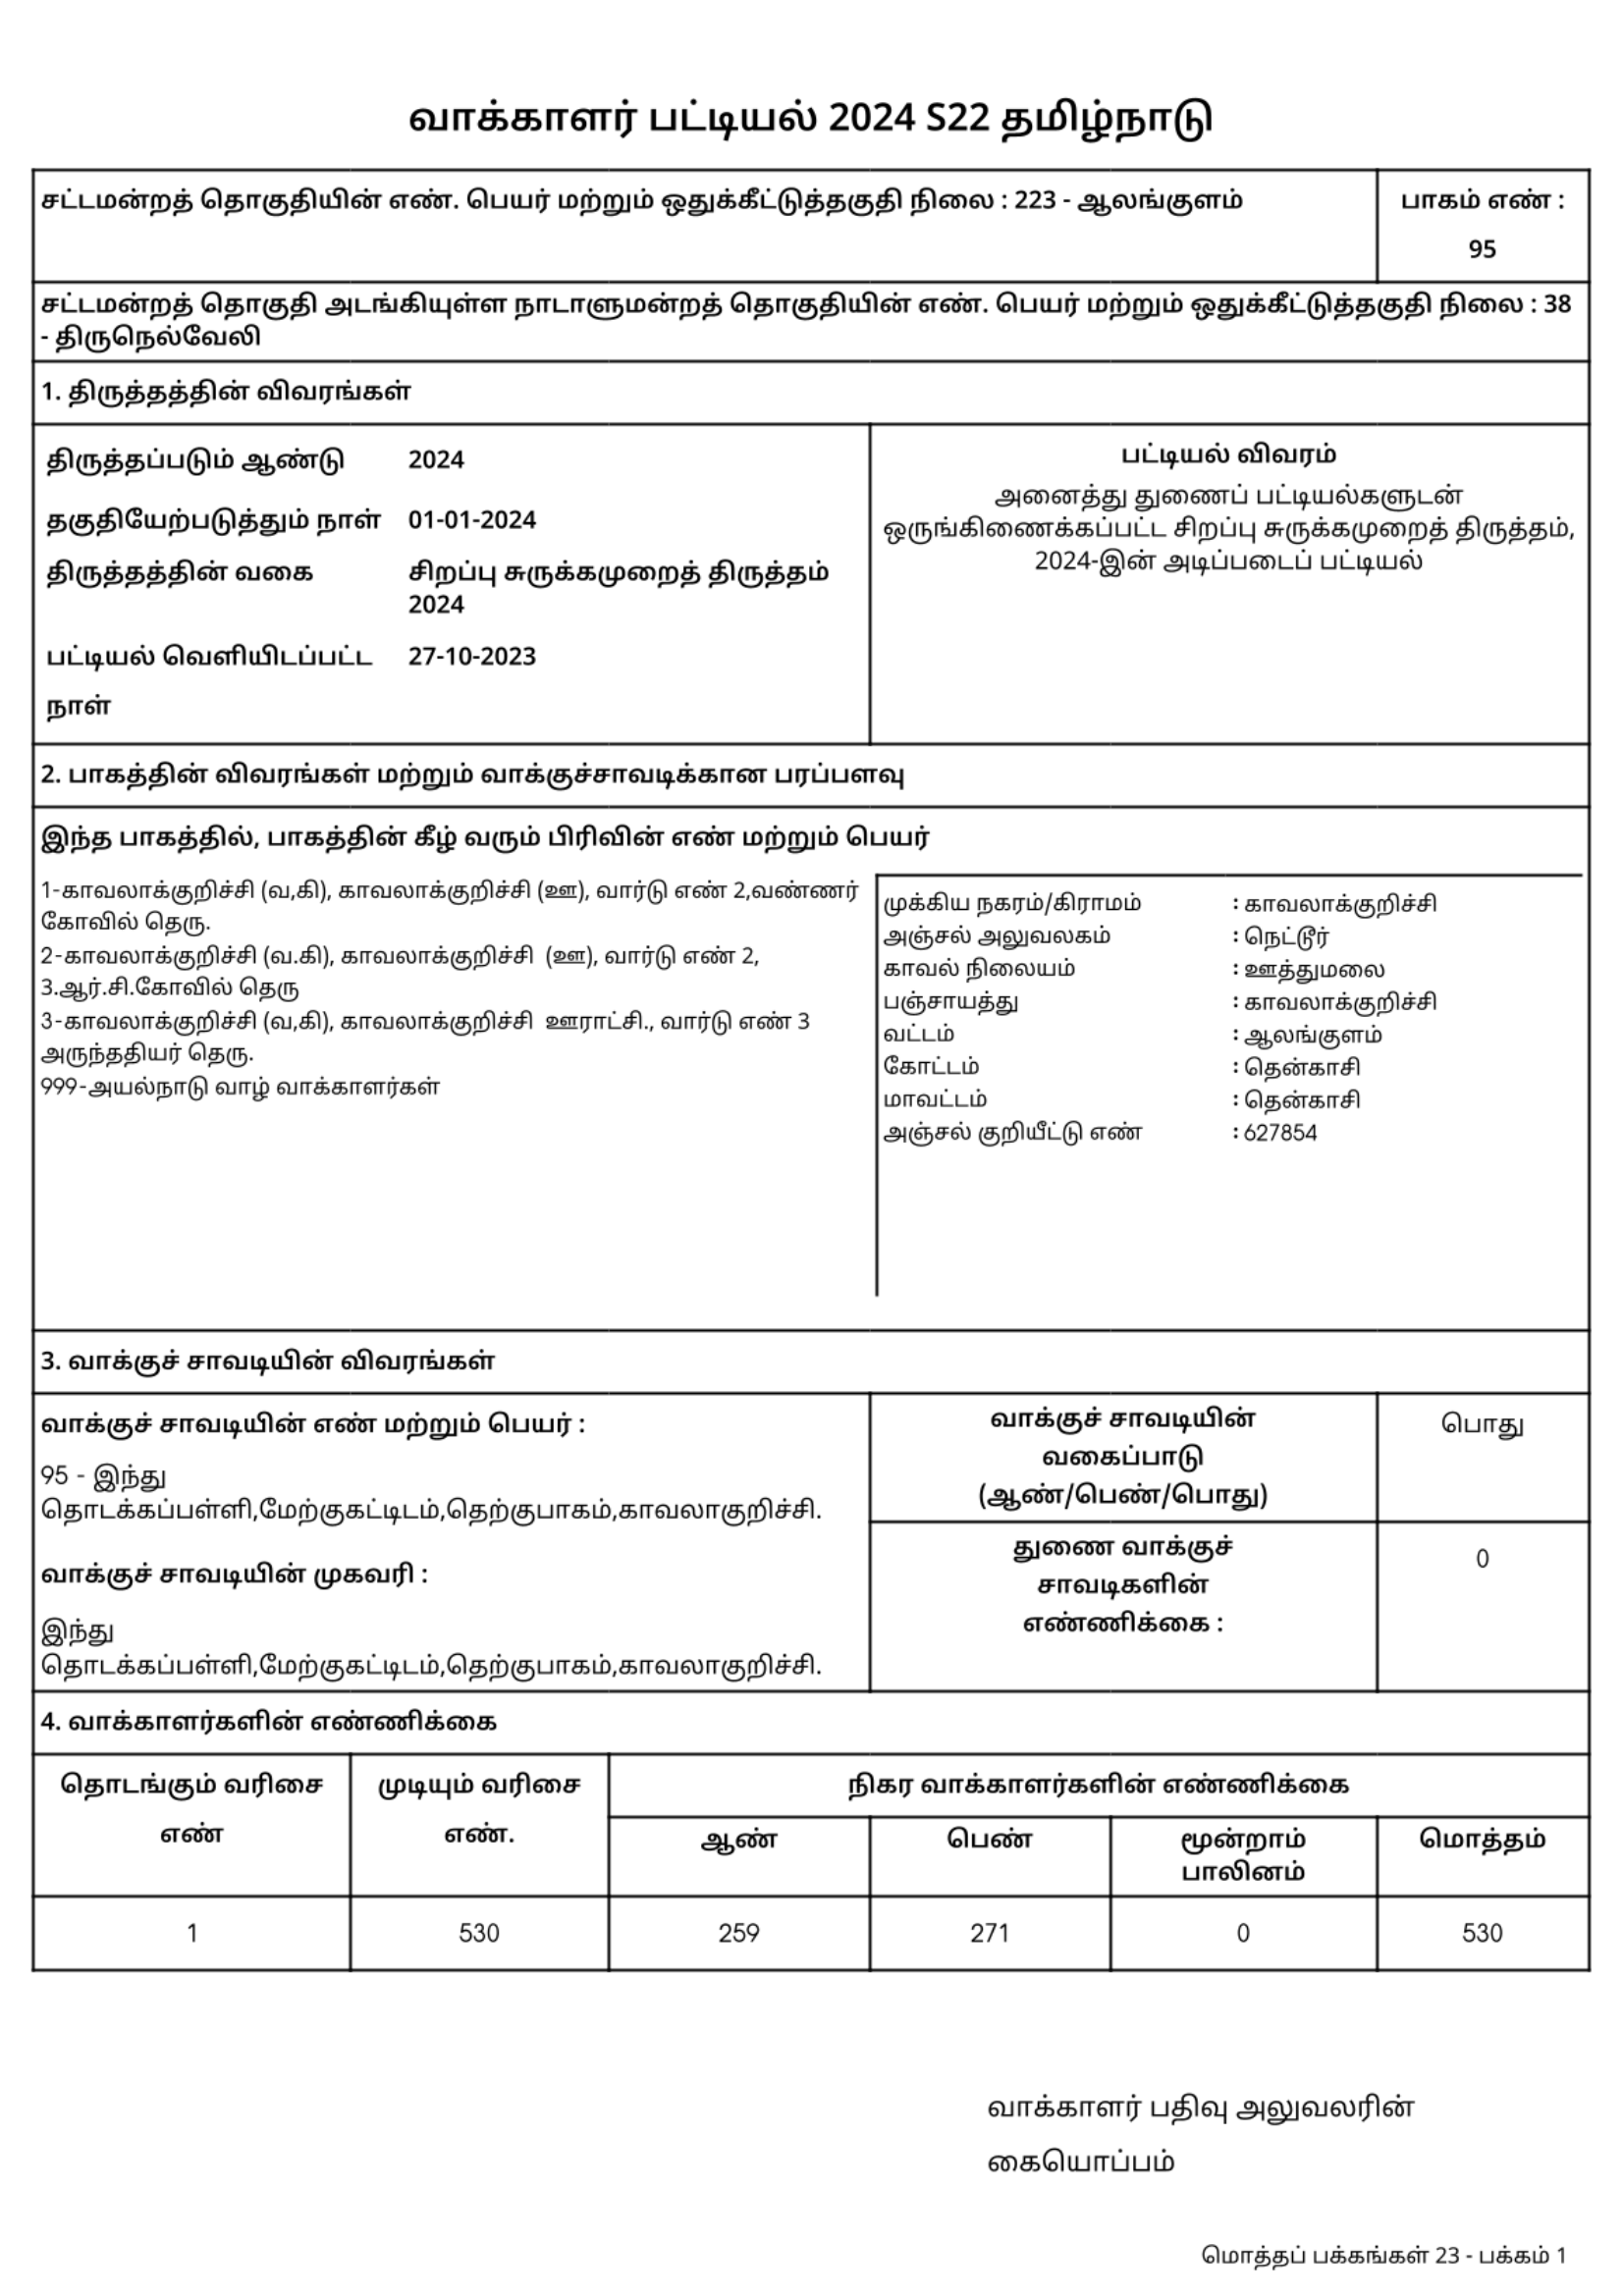 வாக்காளர் பட்டியல் 2024 S22 தமிழ்நாடு
சட்டமன்றத் தொகுதியின் எண். பெயர் மற்றும் ஒதுக்கீட்டுத்தகுதி நிலை : 223 - ஆலங்குளம்
பாகம் எண் :
95
சட்டமன்றத் தொகுதி அடங்கியுள்ள நாடாளுமன்றத் தொகுதியின் எண். பெயர் மற்றும் ஒதுக்கீட்டுத்தகுதி நிலை : 38
- திருநெல்வேலி
1. திருத்தத்தின் விவரங்கள்
திருத்தப்படும் ஆண்டு 2024
தகுதியேற்படுத்தும் நாள் 01-01-2024
திருத்தத்தின் வகை சிறப்பு சுருக்கமுறைத் திருத்தம்
2024
பட்டியல் வெளியிடப்பட்ட 27-10-2023
நாள்
பட்டியல் விவரம்
அனைத்து துணைப் பட்டியல்களுடன்
ஒருங்கிணைக்கப்பட்ட சிறப்பு சுருக்கமுறைத் திருத்தம்,
2024-இன் அடிப்படைப் பட்டியல்
2. பாகத்தின் விவரங்கள் மற்றும் வாக்குச்சாவடிக்கான பரப்பளவு
இந்த பாகத்தில், பாகத்தின் கீழ் வரும் பிரிவின் எண் மற்றும் பெயர்
1-காவலாக்குறிச்சி (வ,கி), காவலாக்குறிச்சி (ஊ), வார்டு எண் 2,வண்ணர்
கோவில் தெரு.
2-காவலாக்குறிச்சி (வ.கி), காவலாக்குறிச்சி (ஊ), வார்டு எண் 2,
3.ஆர்.சி.கோவில் தெரு
3-காவலாக்குறிச்சி (வ,கி), காவலாக்குறிச்சி ஊராட்சி., வார்டு எண் 3
அருந்ததியர் தெரு.
999-அயல்நாடு வாழ் வாக்காளர்கள்
முக்கிய நகரம்/கிராமம் : காவலாக்குறிச்சி
அஞ்சல் அலுவலகம் : நெட்டூர்
காவல் நிலையம் : ஊத்துமலை
பஞ்சாயத்து : காவலாக்குறிச்சி
வட்டம் : ஆலங்குளம்
கோட்டம் : தென்காசி
மாவட்டம் : தென்காசி
அஞ்சல் குறியீட்டு எண் : 627854
3. வாக்குச் சாவடியின் விவரங்கள்
வாக்குச் சாவடியின் எண் மற்றும் பெயர் :
95 - இந்து
தொடக்கப்பள்ளி,மேற்குகட்டிடம்,தெற்குபாகம்,காவலாகுறிச்சி.
வாக்குச் சாவடியின் முகவரி :
இந்து
தொடக்கப்பள்ளி,மேற்குகட்டிடம்,தெற்குபாகம்,காவலாகுறிச்சி.
வாக்குச் சாவடியின்
வகைப்பாடு
(ஆண்/பெண்/பொது)
பொது
துணை வாக்குச்
சாவடிகளின்
எண்ணிக்கை :
0
4. வாக்காளர்களின் எண்ணிக்கை
தொடங்கும் வரிசை
எண்
முடியும் வரிசை
எண்.
நிகர வாக்காளர்களின் எண்ணிக்கை
ஆண்
பெண்
மூன்றாம்
பாலினம்
மொத்தம்
1 530 259 271 0 530
வாக்காளர் பதிவு அலுவலரின்
கையொப்பம்
மொத்தப் பக்கங்கள் 23 - பக்கம் 1